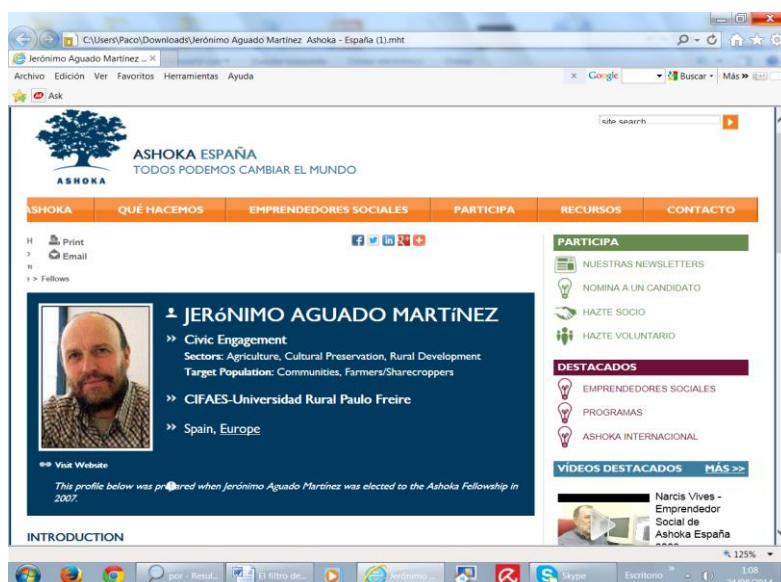 C:\Users\Paco\Downloads\Jerónimo Aguado Martínez Ashoka - España (1).mht
Jerónimo Aguado Martínez ...
Archivo Edición Ver Favoritos Herramientas Ayuda
Google
Buscar
Más »
Ask
site search
ASHOKA
ASHOKA ESPAÑA
TODOS PODEMOS CAMBIAR EL MUNDO
ASHOKA QUÉ HACEMOS EMPRENDEDORES SOCIALES PARTICIPA RECURSOS CONTACTO
Print
Email
> Fellows
JERóNIMO AGUADO MARTíNEZ
» Civic Engagement
Sectors: Agriculture, Cultural Preservation, Rural Development
Target Population: Communities, Farmers/Sharecroppers
» CIFAES-Universidad Rural Paulo Freire
» Spain, Europe
Visit Website
This profile below was prepared when Jerónimo Aguado Martínez was elected to the Ashoka Fellowship in
2007.
INTRODUCTION
PARTICIPA
NUESTRAS NEWSLETTERS
NOMINA A UN CANDIDATO
HAZTE SOCIO
HAZTE VOLUNTARIO
DESTACADOS
EMPRENDEDORES SOCIALES
PROGRAMAS
ASHOKA INTERNACIONAL
VÍDEOS DESTACADOS MÁS >>
Narcis Vives -
Emprendedor
Social de
Ashoka España
125%
por - Resul...
El filtro de...
Jerónimo ...
Skype
Escritorio
1:08